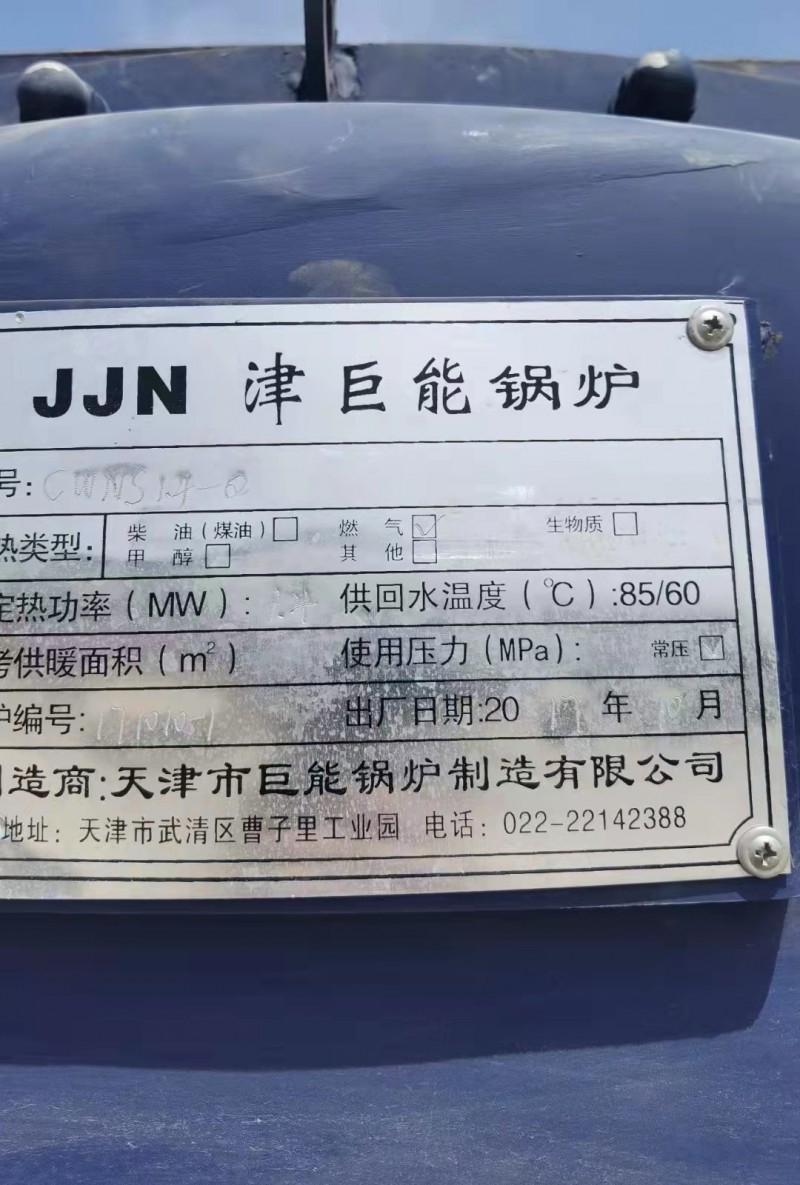 JJN 津巨能锅炉
号: CWNS1.4-Q
热类型: 柴 油(煤油)□ 燃 气☑ 生物质□
甲 醇□ 其 他□
定热功率(MW): 供回水温度(℃):85/60
考供暖面积(m²) 使用压力(MPa): 常压☑
炉编号: 出厂日期:20 17 年 月
制造商:天津市巨能锅炉制造有限公司
地址: 天津市武清区曹子里工业园 电话: 022-22142388